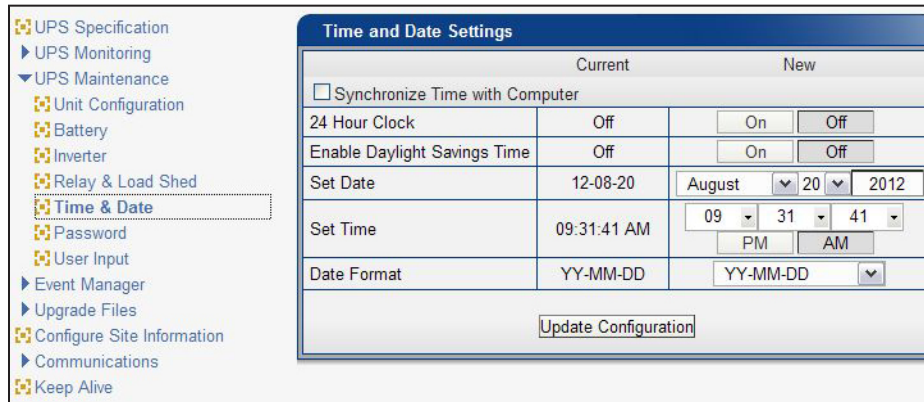 UPS Specification
UPS Monitoring
UPS Maintenance
Unit Configuration
Battery
Inverter
Relay & Load Shed
Time & Date
Password
User Input
Event Manager
Upgrade Files
Configure Site Information
Communications
Keep Alive
Time and Date Settings
Current New
Synchronize Time with Computer
24 Hour Clock Off On Off
Enable Daylight Savings Time Off On Off
Set Date 12-08-20 August 20 2012
Set Time 09:31:41 AM 09 31 41
PM AM
Date Format YY-MM-DD YY-MM-DD
Update Configuration